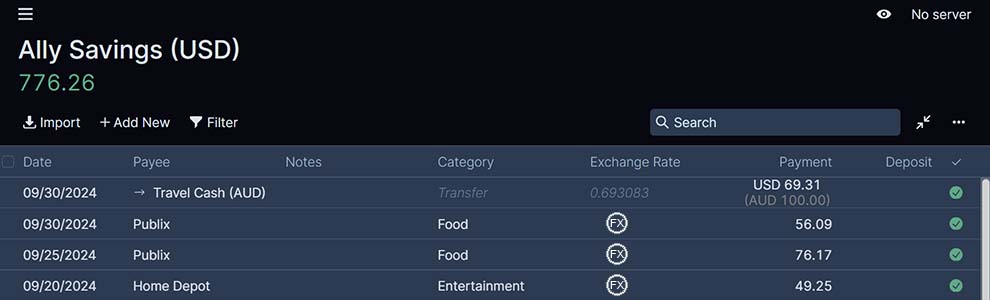 No server
Ally Savings (USD)
776.26
Import + Add New Filter Search
Date Payee Notes Category Exchange Rate Payment Deposit
09/30/2024 → Travel Cash (AUD) Transfer 0.693083 USD 69.31
(AUD 100.00)
09/30/2024 Publix Food FX 56.09
09/25/2024 Publix Food FX 76.17
09/20/2024 Home Depot Entertainment FX 49.25